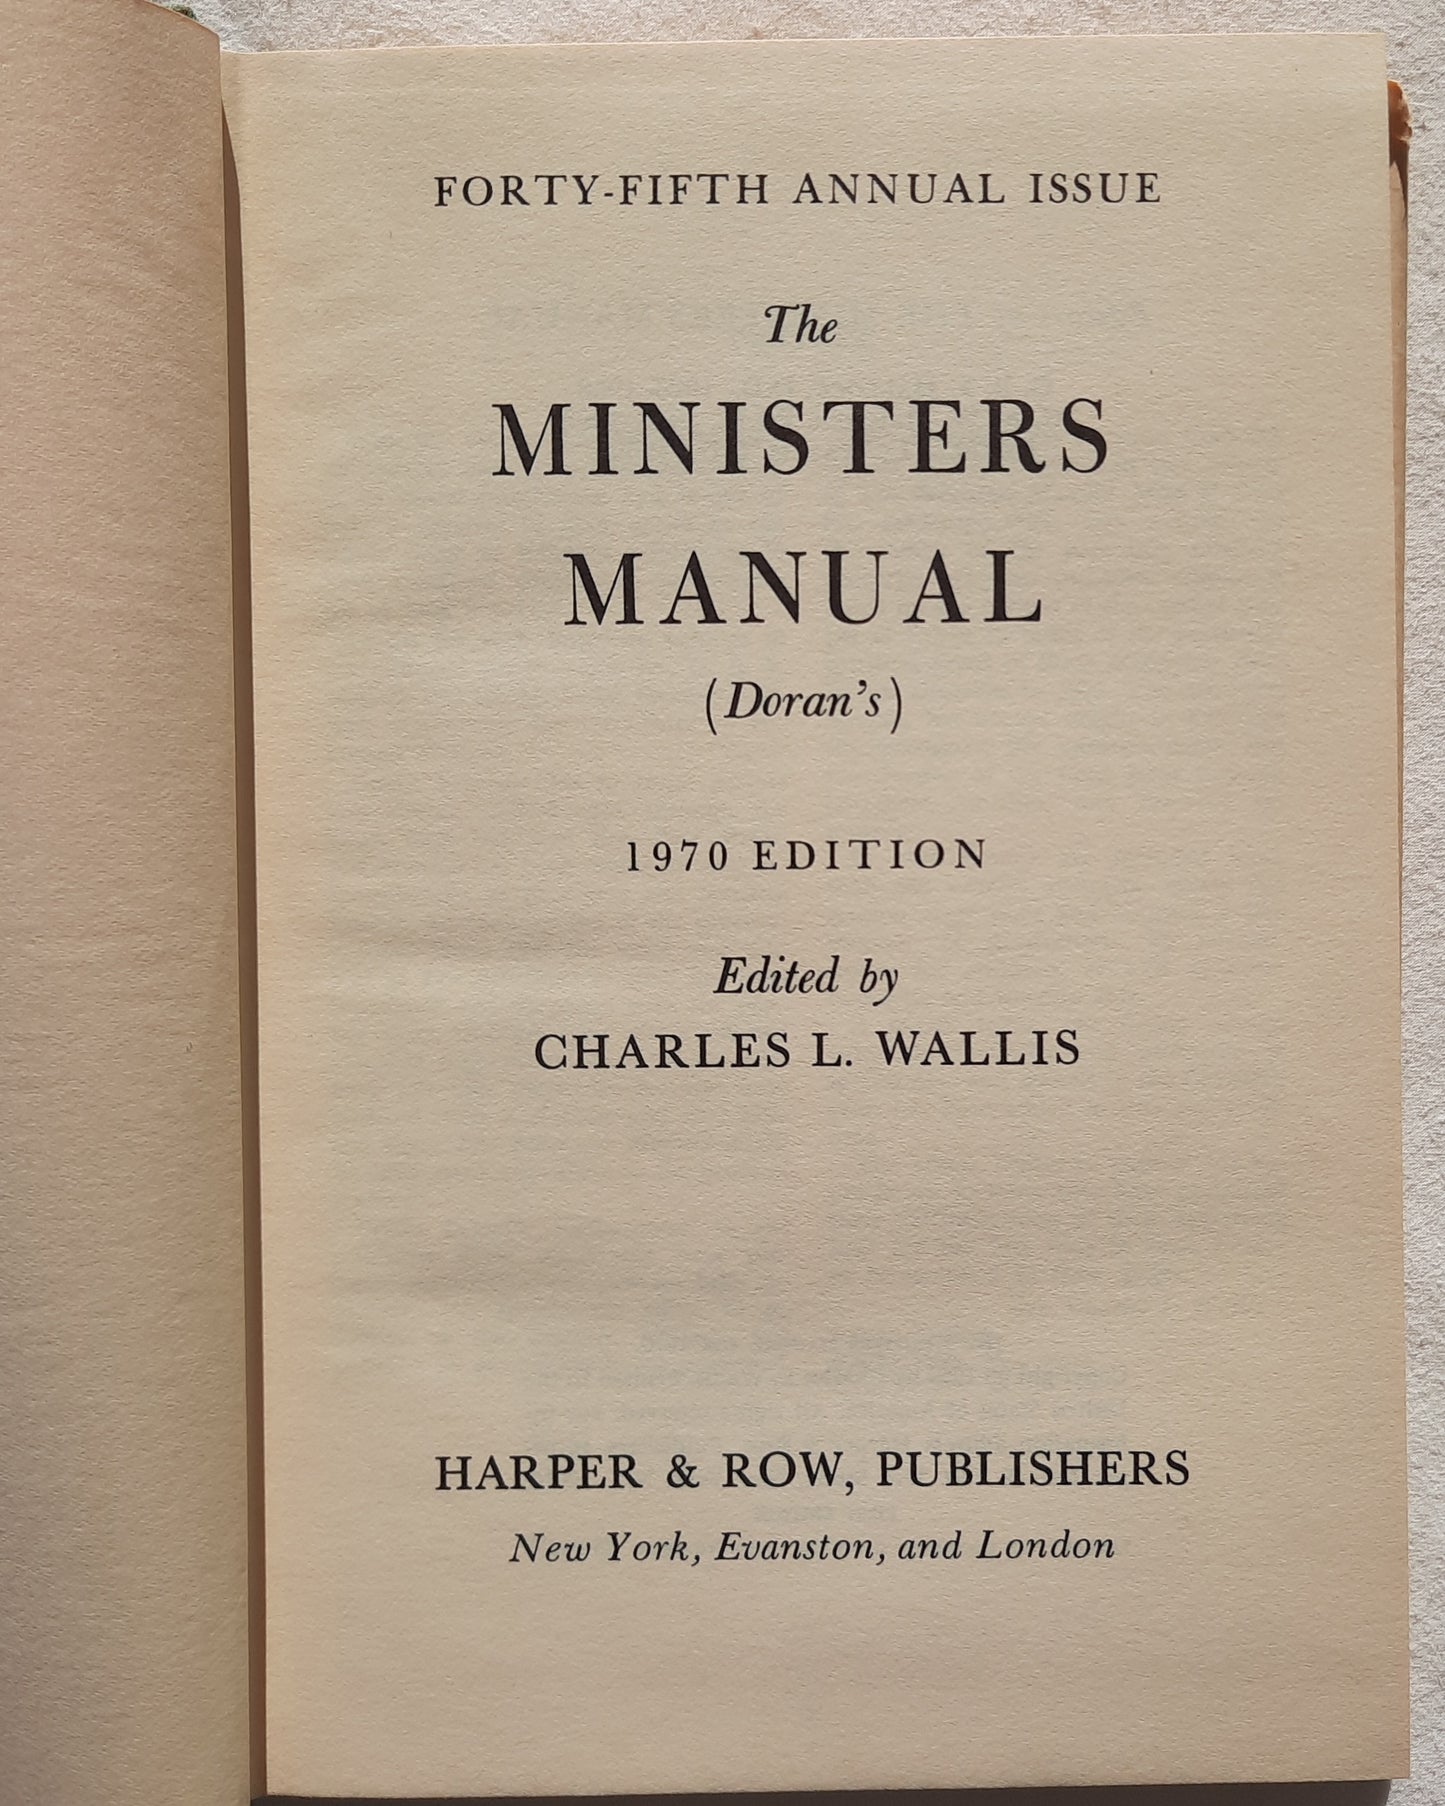 FORTY-FIFTH ANNUAL ISSUE
The
MINISTERS
MANUAL
(Doran's)
1970 EDITION
Edited by
CHARLES L. WALLIS
HARPER & ROW, PUBLISHERS
New York, Evanston, and London